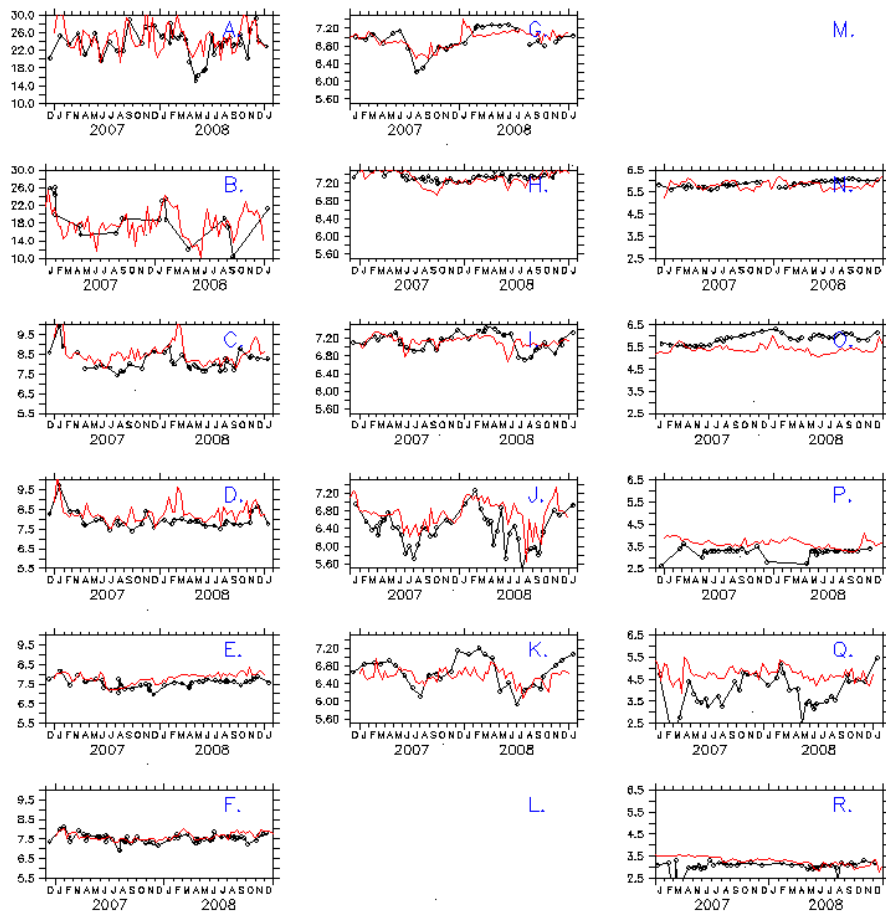 30.0 A. 7.20 G. M.
26.0 6.80
22.0 6.40
18.0 6.00
14.0 5.60
10.0
D J F M A M J J A S O N D J F M A M J J A S O N D J D J F M A M J J A S O N D J F M A M J J A S O N D J
2007 2008 2007 2008
30.0 B. 7.20 H. 6.5 N.
26.0 6.80 5.5
22.0 6.40 4.5
18.0 6.00 3.5
14.0 5.60 2.5
10.0
D J F M A M J J A S O N D J F M A M J J A S O N D J D J F M A M J J A S O N D J F M A M J J A S O N D J D J F M A M J J A S O N D J F M A M J J A S O N D J
2007 2008 2007 2008 2007 2008
9.5 C. 7.20 I. 6.5 O.
8.5 6.80 5.5
7.5 6.40 4.5
6.5 6.00 3.5
5.5 5.60 2.5
D J F M A M J J A S O N D J F M A M J J A S O N D J D J F M A M J J A S O N D J F M A M J J A S O N D J D J F M A M J J A S O N D J F M A M J J A S O N D J
2007 2008 2007 2008 2007 2008
9.5 D. 7.20 J. 6.5 P.
8.5 6.80 5.5
7.5 6.40 4.5
6.5 6.00 3.5
5.5 5.60 2.5
D J F M A M J J A S O N D J F M A M J J A S O N D J D J F M A M J J A S O N D J F M A M J J A S O N D J D J F M A M J J A S O N D J F M A M J J A S O N D J
2007 2008 2007 2008 2007 2008
9.5 E. 7.20 K. 6.5 Q.
8.5 6.80 5.5
7.5 6.40 4.5
6.5 6.00 3.5
5.5 5.60 2.5
D J F M A M J J A S O N D J F M A M J J A S O N D J D J F M A M J J A S O N D J F M A M J J A S O N D J D J F M A M J J A S O N D J F M A M J J A S O N D J
2007 2008 2007 2008 2007 2008
9.5 F. L. 6.5 R.
8.5 5.5
7.5 4.5
6.5 3.5
5.5 2.5
D J F M A M J J A S O N D J F M A M J J A S O N D J D J F M A M J J A S O N D J F M A M J J A S O N D J
2007 2008 2007 2008